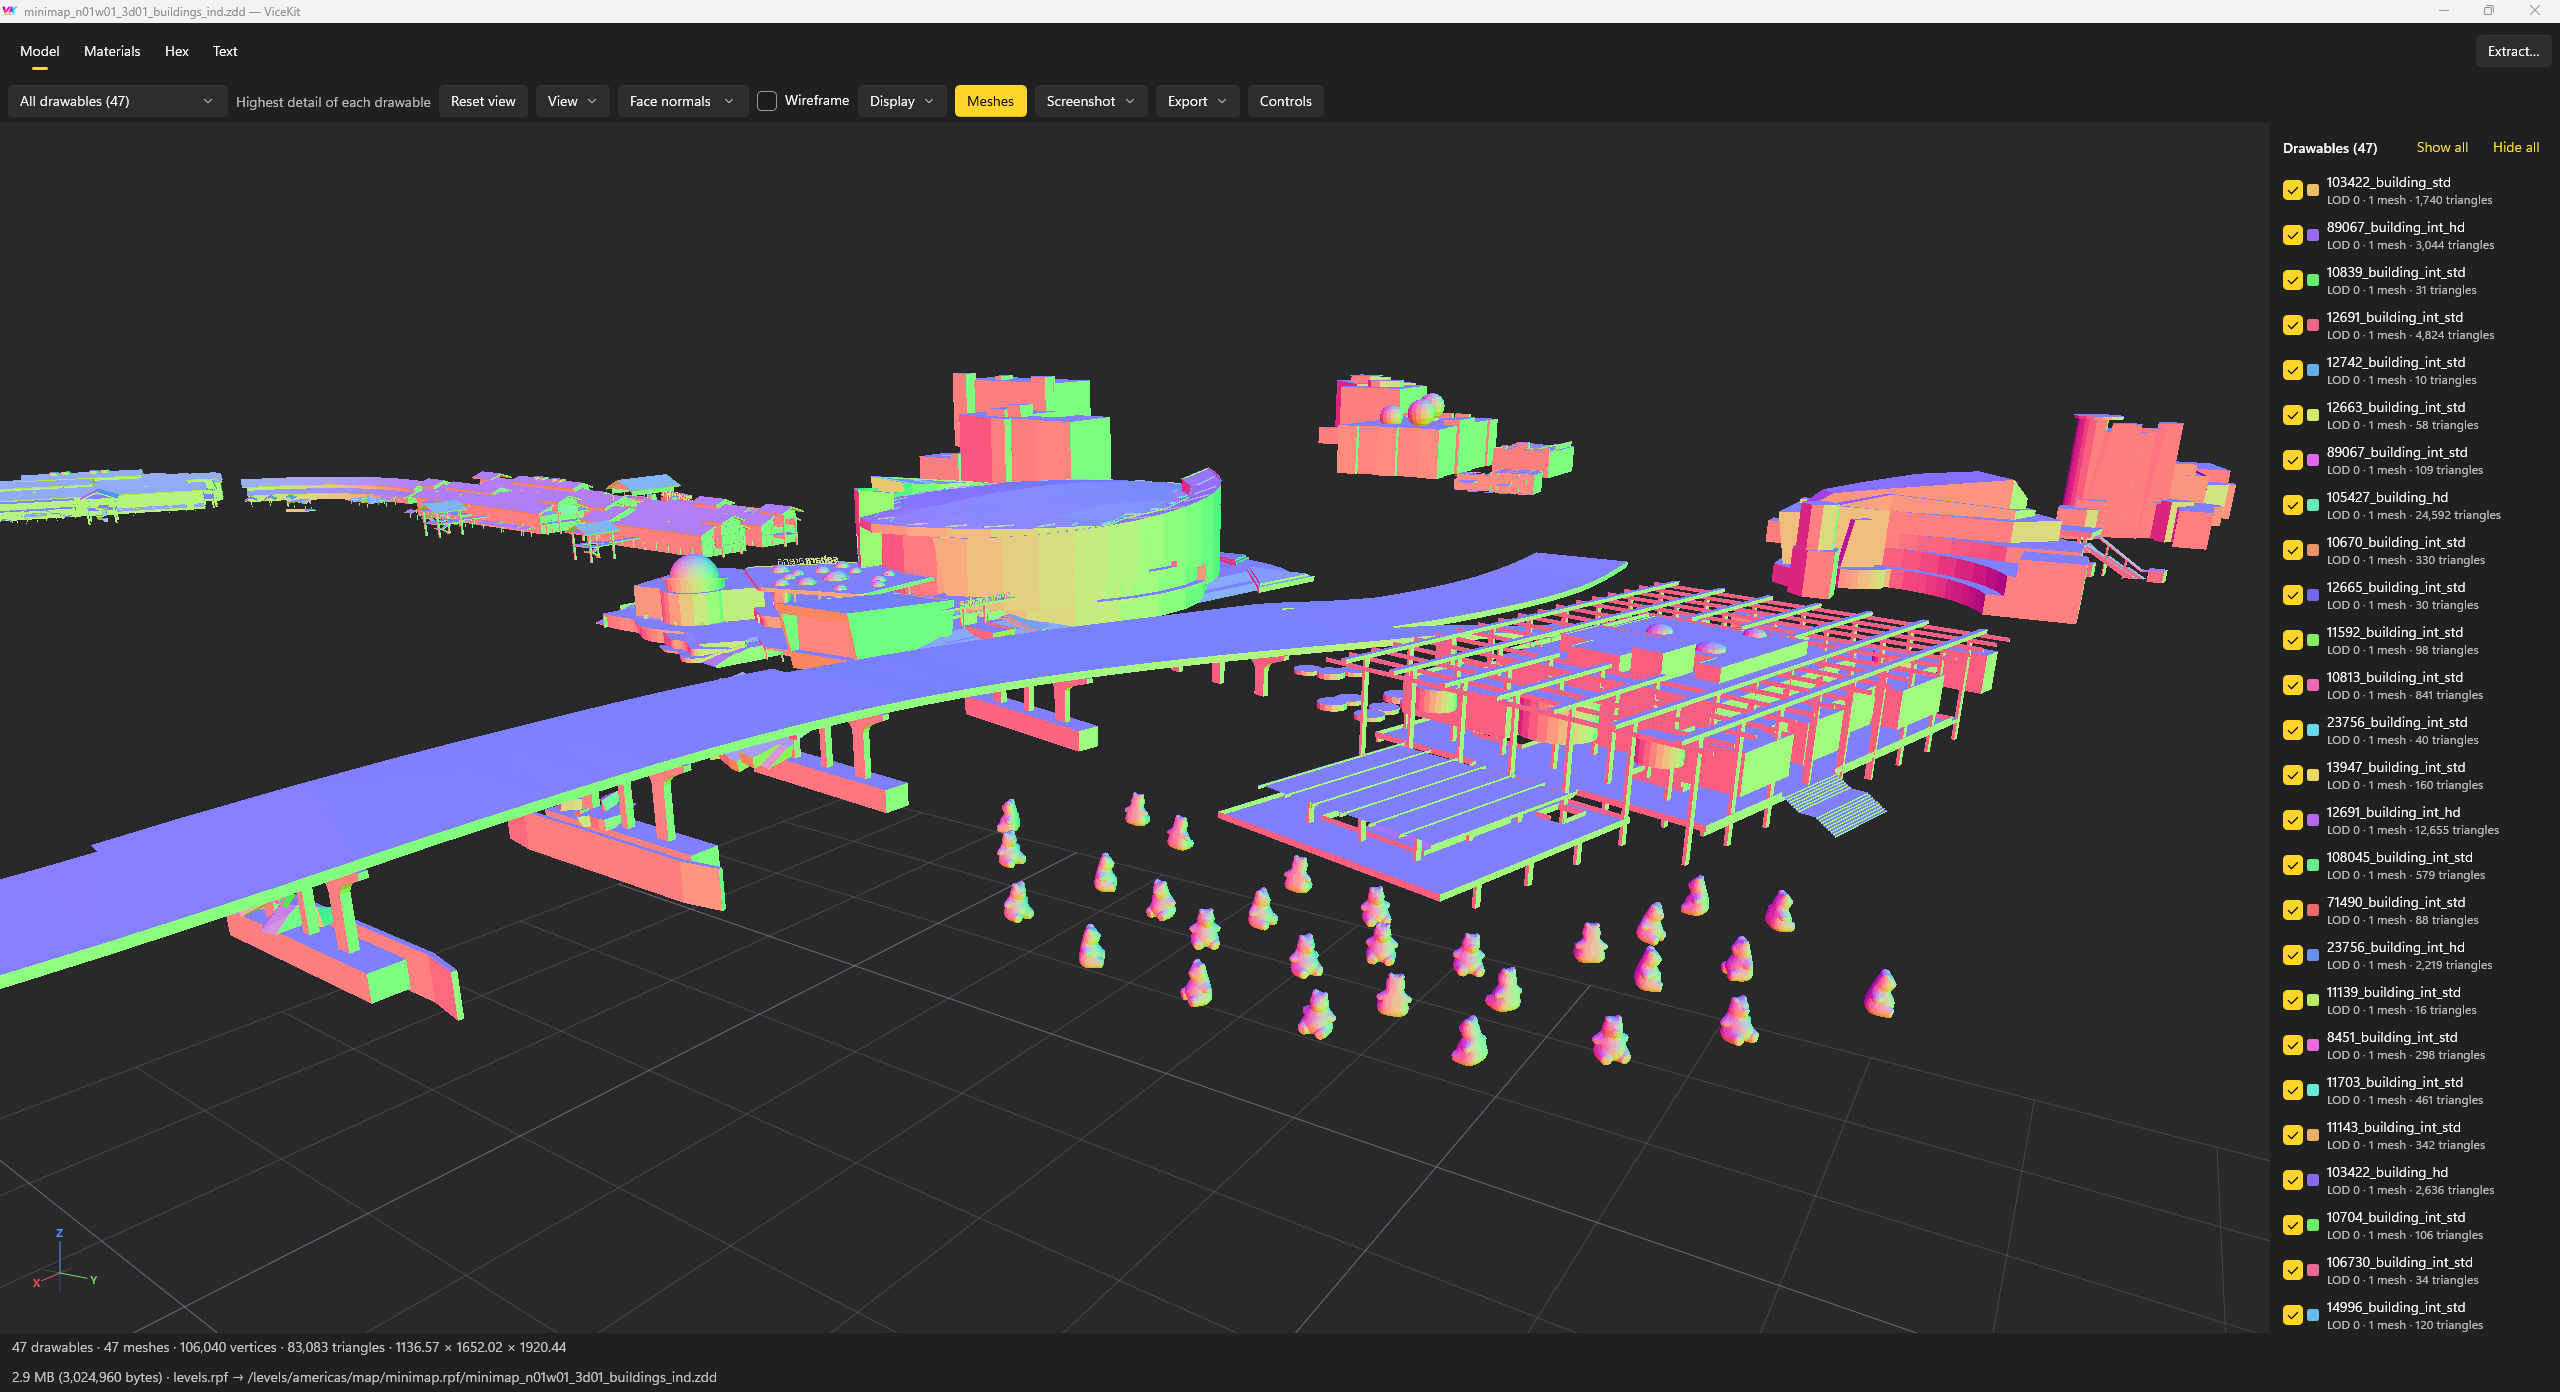 minimap_n01w01_3d01_buildings_ind.zdd — ViceKit
Model Materials Hex Text Extract...
All drawables (47) Highest detail of each drawable Reset view View Face normals Wireframe Display Meshes Screenshot Export Controls
Drawables (47) Show all Hide all
103422_building_std
LOD 0 · 1 mesh · 1,740 triangles
89067_building_int_hd
LOD 0 · 1 mesh · 3,044 triangles
10839_building_int_std
LOD 0 · 1 mesh · 31 triangles
12691_building_int_std
LOD 0 · 1 mesh · 4,824 triangles
12742_building_int_std
LOD 0 · 1 mesh · 10 triangles
12663_building_int_std
LOD 0 · 1 mesh · 58 triangles
89067_building_int_std
LOD 0 · 1 mesh · 109 triangles
105427_building_hd
LOD 0 · 1 mesh · 24,592 triangles
10670_building_int_std
LOD 0 · 1 mesh · 330 triangles
12665_building_int_std
LOD 0 · 1 mesh · 30 triangles
11592_building_int_std
LOD 0 · 1 mesh · 98 triangles
10813_building_int_std
LOD 0 · 1 mesh · 841 triangles
23756_building_int_std
LOD 0 · 1 mesh · 40 triangles
13947_building_int_std
LOD 0 · 1 mesh · 160 triangles
12691_building_int_hd
LOD 0 · 1 mesh · 12,655 triangles
108045_building_int_std
LOD 0 · 1 mesh · 579 triangles
71490_building_int_std
LOD 0 · 1 mesh · 88 triangles
23756_building_int_hd
LOD 0 · 1 mesh · 2,219 triangles
11139_building_int_std
LOD 0 · 1 mesh · 16 triangles
8451_building_int_std
LOD 0 · 1 mesh · 298 triangles
11703_building_int_std
LOD 0 · 1 mesh · 461 triangles
11143_building_int_std
LOD 0 · 1 mesh · 342 triangles
103422_building_hd
LOD 0 · 1 mesh · 2,636 triangles
10704_building_int_std
LOD 0 · 1 mesh · 106 triangles
106730_building_int_std
LOD 0 · 1 mesh · 34 triangles
14996_building_int_std
LOD 0 · 1 mesh · 120 triangles
Z
X Y
47 drawables · 47 meshes · 106,040 vertices · 83,083 triangles · 1136.57 × 1652.02 × 1920.44
2.9 MB (3,024,960 bytes) · levels.rpf → /levels/americas/map/minimap.rpf/minimap_n01w01_3d01_buildings_ind.zdd